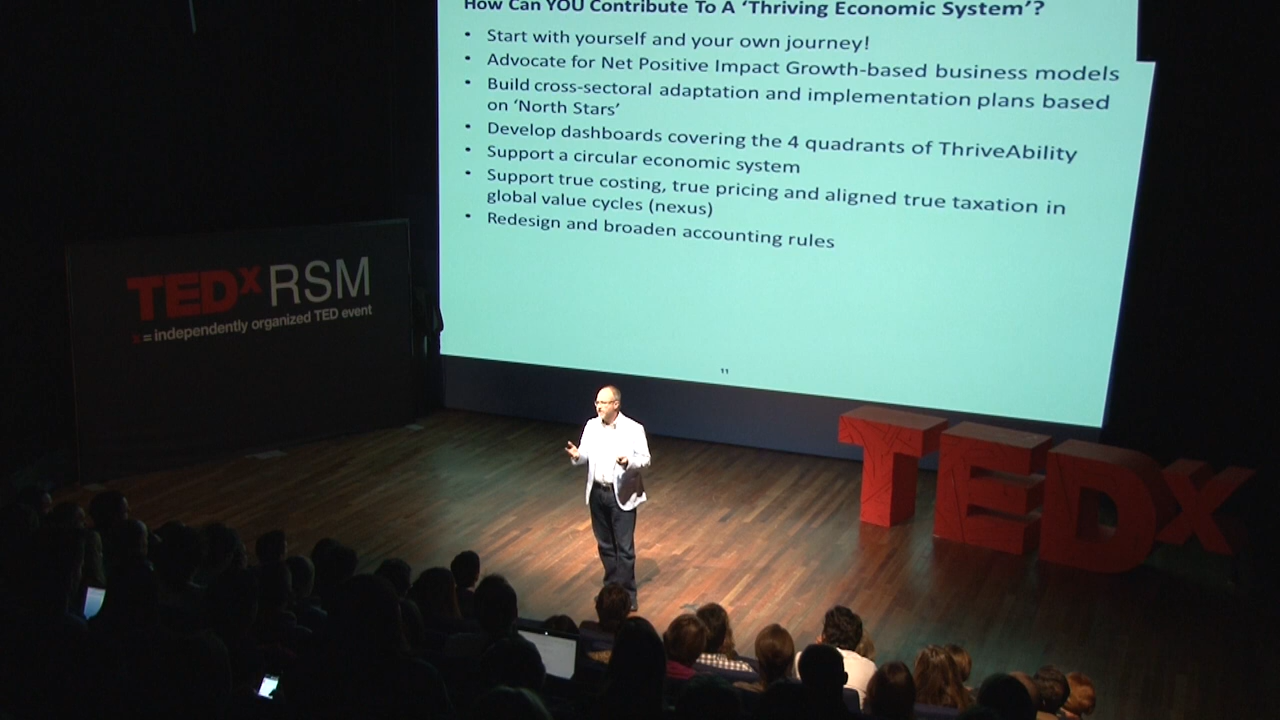 How Can YOU Contribute To A ‘Thriving Economic System’?
• Start with yourself and your own journey!
• Advocate for Net Positive Impact Growth-based business models
• Build cross-sectoral adaptation and implementation plans based
on ‘North Stars’
• Develop dashboards covering the 4 quadrants of ThriveAbility
• Support a circular economic system
• Support true costing, true pricing and aligned true taxation in
global value cycles (nexus)
• Redesign and broaden accounting rules
11
TEDx RSM
x = independently organized TED event
TEDx